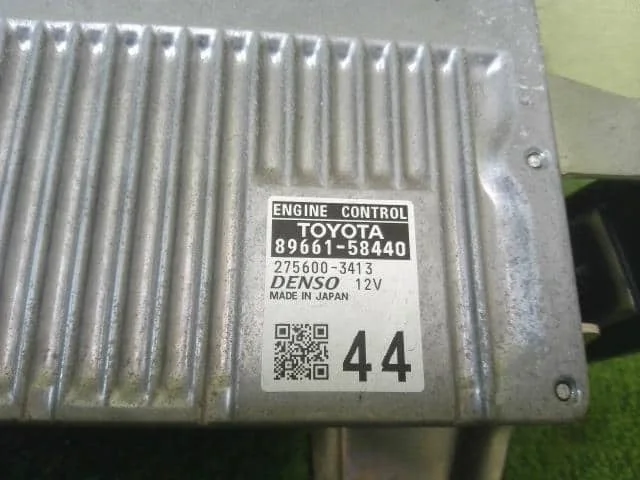 ENGINE CONTROL
TOYOTA
89661-58440
275600-3413
DENSO 12V
MADE IN JAPAN
44